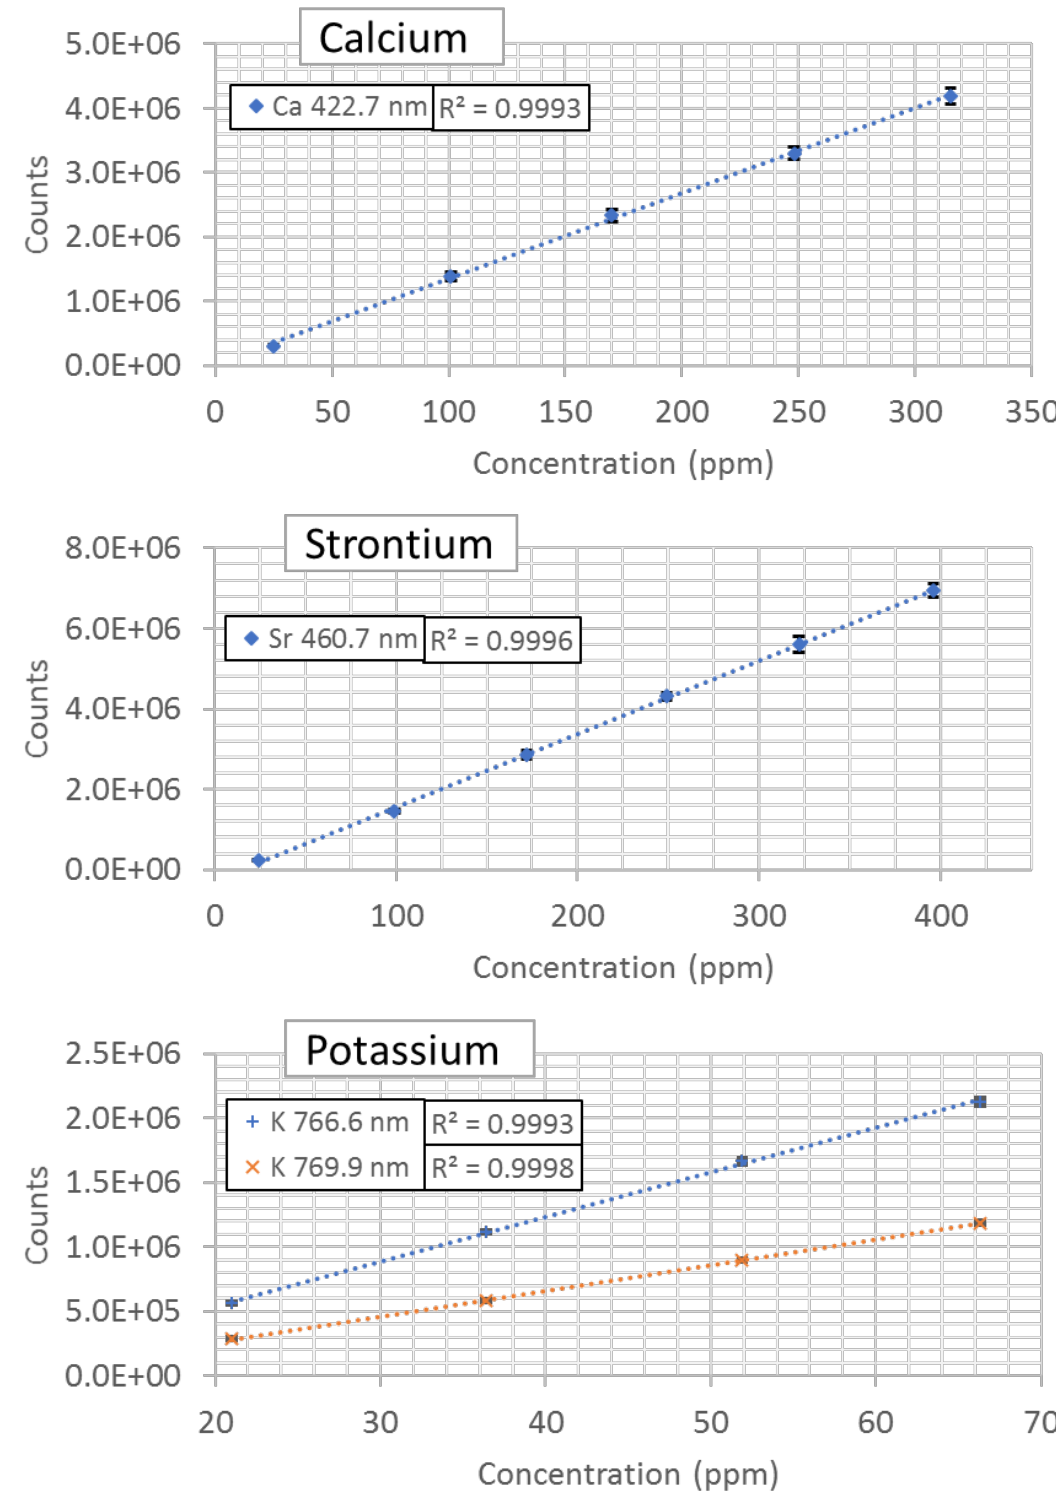 Calcium
5.0E+06
4.0E+06
3.0E+06
2.0E+06
1.0E+06
0.0E+00
Counts
Ca 422.7 nm R² = 0.9993
0 50 100 150 200 250 300 350
Concentration (ppm)
Strontium
8.0E+06
6.0E+06
4.0E+06
2.0E+06
0.0E+00
Counts
Sr 460.7 nm R² = 0.9996
0 100 200 300 400
Concentration (ppm)
Potassium
2.5E+06
2.0E+06
1.5E+06
1.0E+06
5.0E+05
0.0E+00
Counts
K 766.6 nm R² = 0.9993
K 769.9 nm R² = 0.9998
20 30 40 50 60 70
Concentration (ppm)